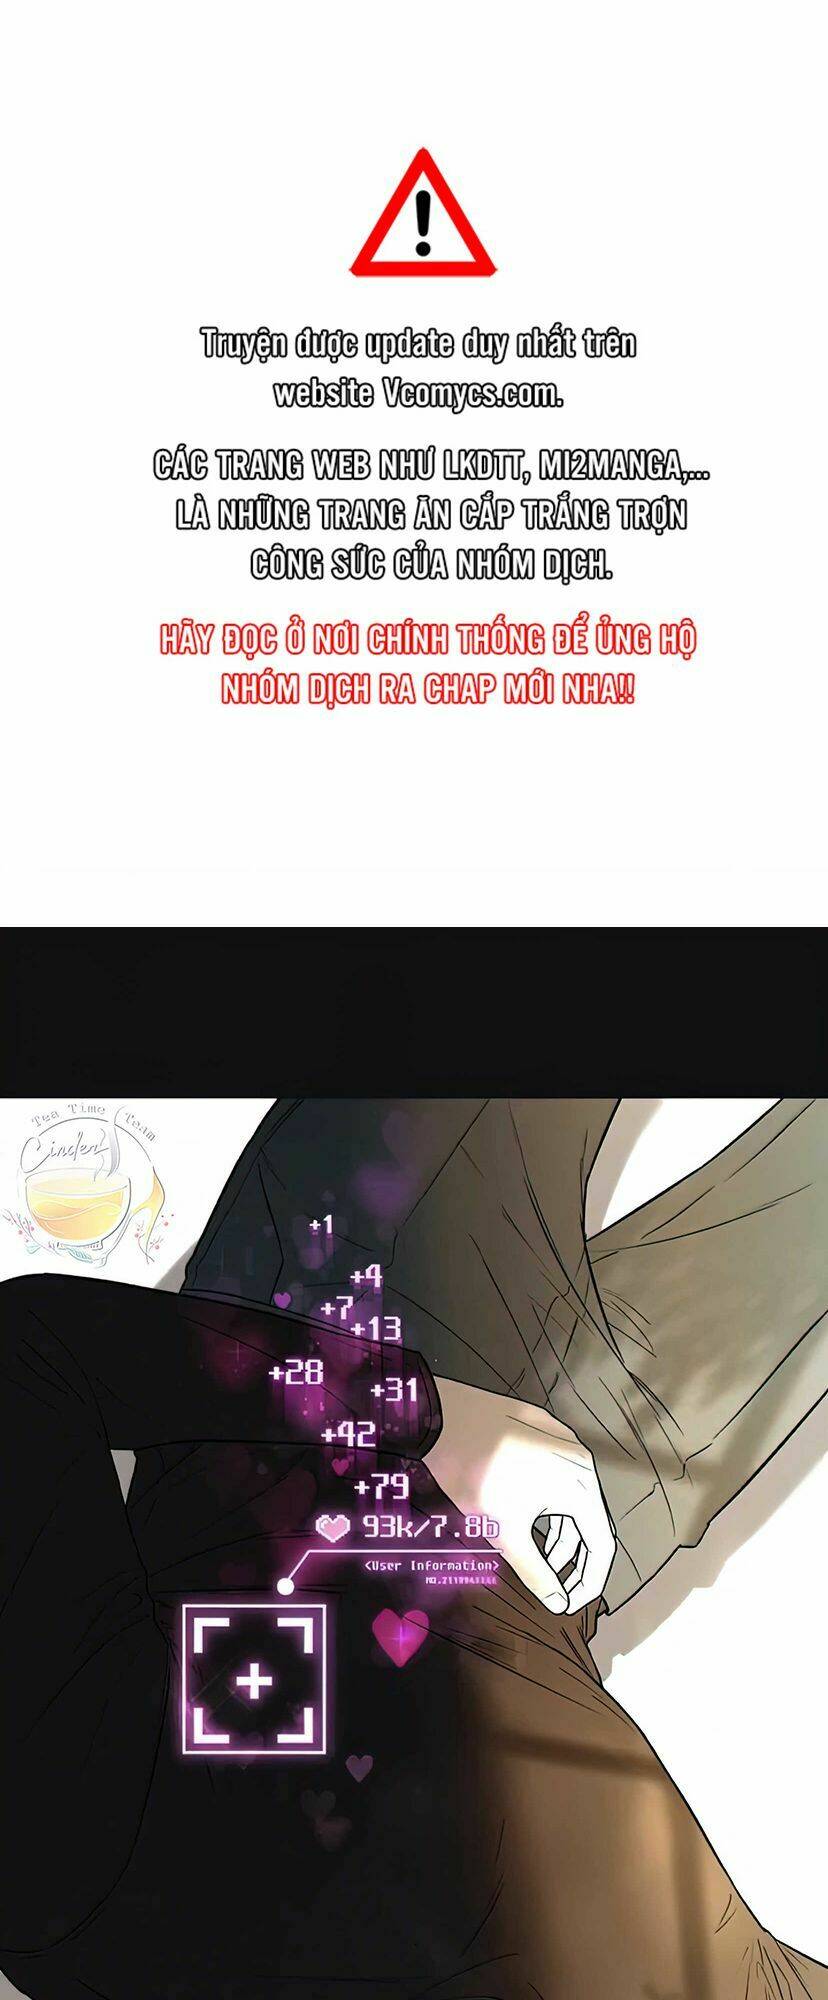 Truyện được update duy nhất trên
website Vcomycs.com.
CÁC TRANG WEB NHƯ LKDTT, MI2MANGA,...
LÀ NHỮNG TRANG ĂN CẮP TRẮNG TRỢN
CÔNG SỨC CỦA NHÓM DỊCH.
HÃY ĐỌC Ở NƠI CHÍNH THỐNG ĐỂ ỦNG HỘ
NHÓM DỊCH RA CHAP MỚI NHA!!
Tea Time Team
Cinder
+1
+4
+7
+13
+28
+31
+42
+79
93k/7.8b
<User Information>